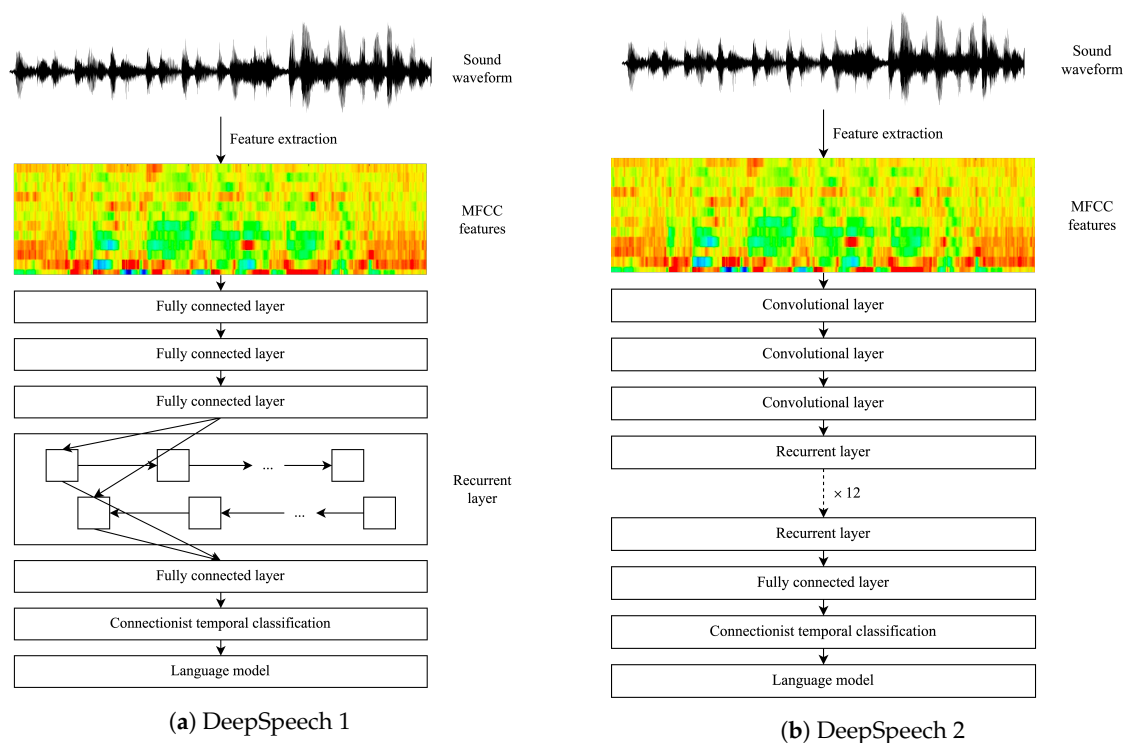 Sound
waveform
Feature extraction
MFCC
features
Fully connected layer
Fully connected layer
Fully connected layer
...
...
Recurrent
layer
Fully connected layer
Connectionist temporal classification
Language model
(a) DeepSpeech 1
Sound
waveform
Feature extraction
MFCC
features
Convolutional layer
Convolutional layer
Convolutional layer
Recurrent layer
× 12
Recurrent layer
Fully connected layer
Connectionist temporal classification
Language model
(b) DeepSpeech 2